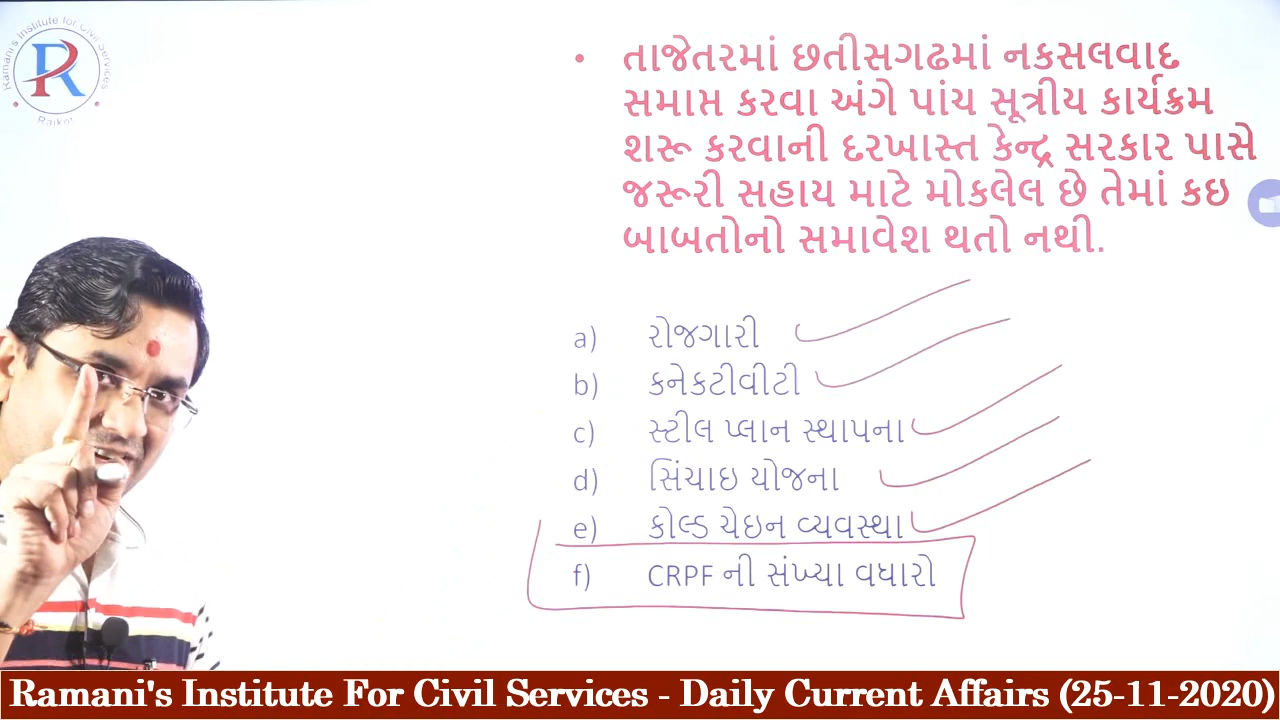 Ramani's Institute for Civil Services
R
Rajkot
• તાજેતરમાં છતીસગઢમાં નકસલવાદ
સમાપ્ત કરવા અંગે પાંચ સૂત્રીય કાર્યક્રમ
શરૂ કરવાની દરખાસ્ત કેન્દ્ર સરકાર પાસે
જરૂરી સહાય માટે મોકલેલ છે તેમાં કઇ
બાબતોનો સમાવેશ થતો નથી.
a) રોજગારી
b) કનેકટીવીટી
c) સ્ટીલ પ્લાન સ્થાપના
d) સિંચાઇ યોજના
e) કોલ્ડ ચેઇન વ્યવસ્થા
f) CRPF ની સંખ્યા વધારો
Ramani's Institute For Civil Services - Daily Current Affairs (25-11-2020)